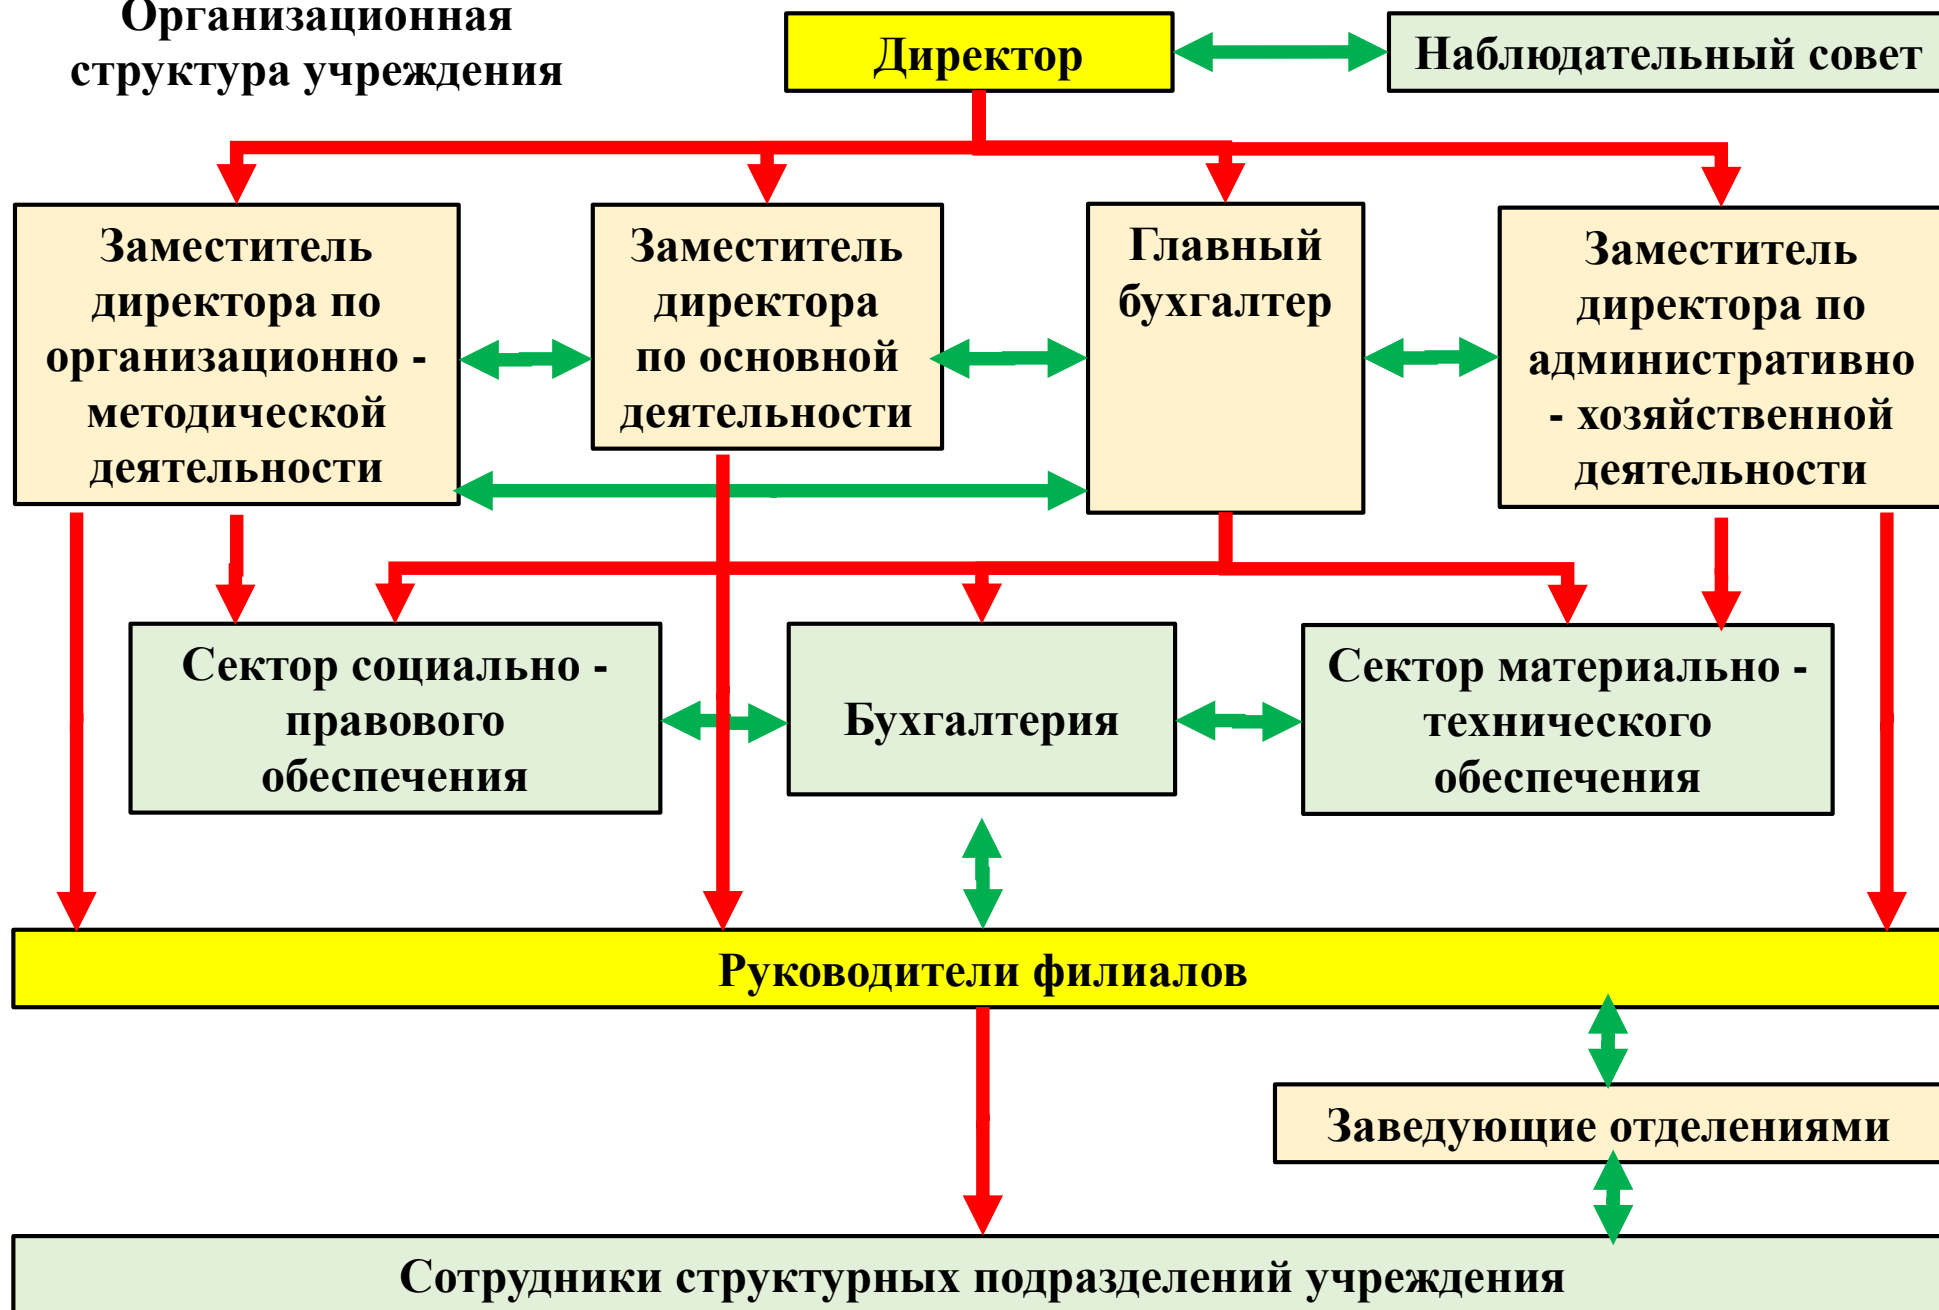 Организационная
структура учреждения
Директор
Наблюдательный совет
Заместитель
директора по
организационно -
методической
деятельности
Заместитель
директора
по основной
деятельности
Главный
бухгалтер
Заместитель
директора по
административно
- хозяйственной
деятельности
Сектор социально -
правового
обеспечения
Бухгалтерия
Сектор материально -
технического
обеспечения
Руководители филиалов
Заведующие отделениями
Сотрудники структурных подразделений учреждения